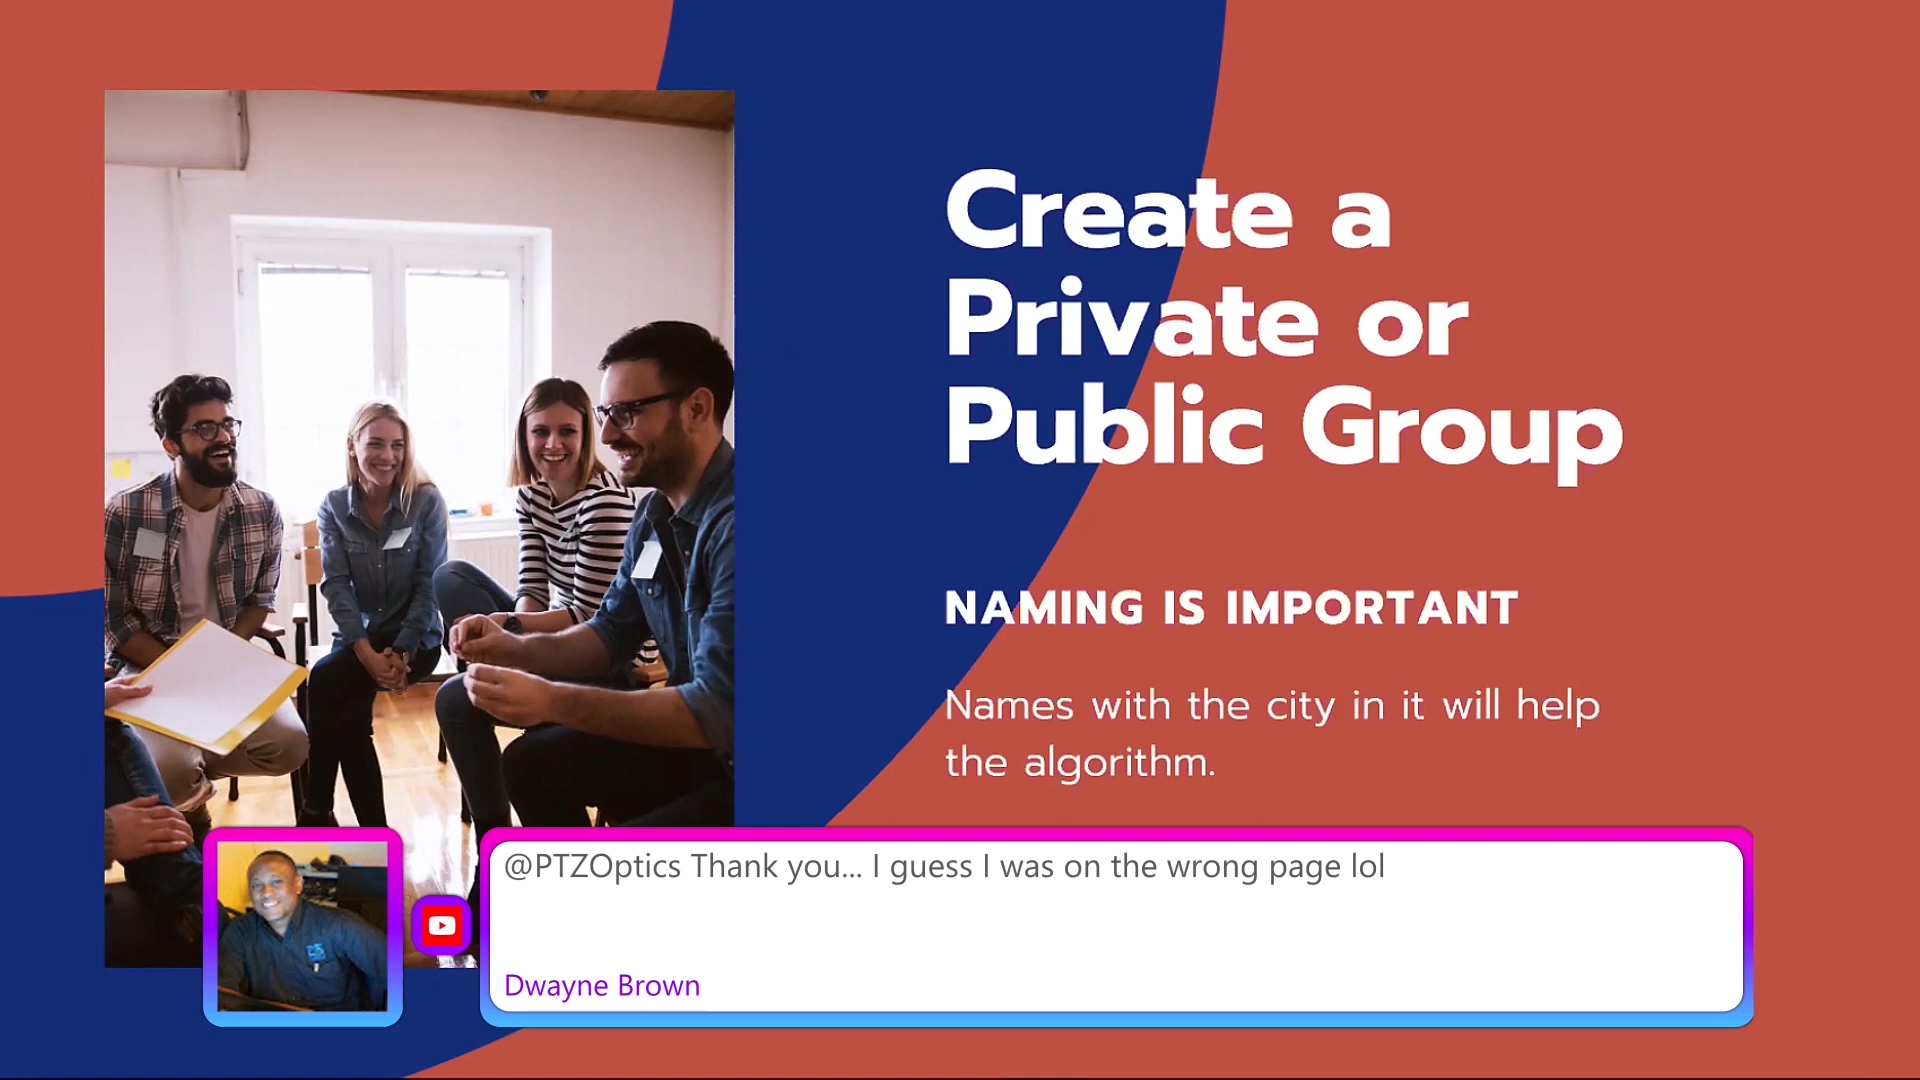 Create a
Private or
Public Group
NAMING IS IMPORTANT
Names with the city in it will help
the algorithm.
@PTZOptics Thank you... I guess I was on the wrong page lol
Dwayne Brown